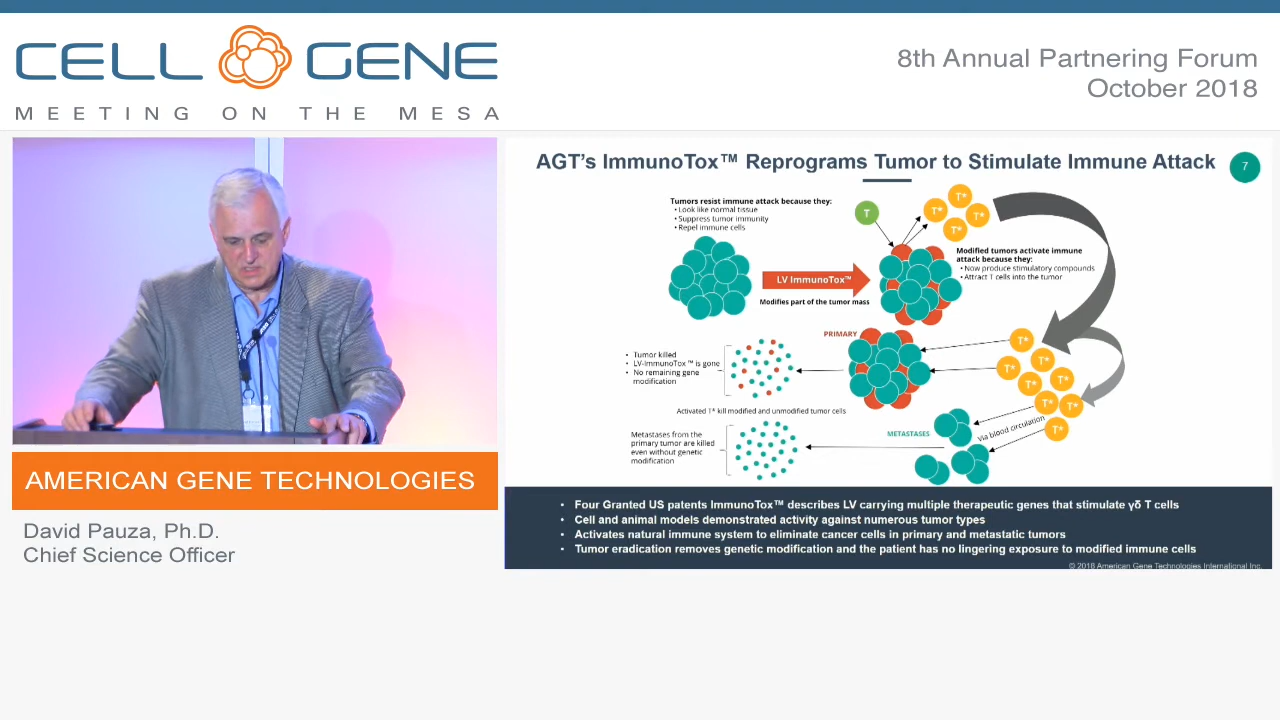 CELL GENE
MEETING ON THE MESA
8th Annual Partnering Forum
October 2018
AMERICAN GENE TECHNOLOGIES
David Pauza, Ph.D.
Chief Science Officer
AGT's ImmunoTox™ Reprograms Tumor to Stimulate Immune Attack
7
Tumors resist immune attack because they:
• Look like normal tissue
• Suppress tumor immunity
• Repel immune cells
T
T*
T*
T*
T*
LV ImmunoTox™
Modifies part of the tumor mass
Modified tumors activate immune
attack because they:
• Now produce stimulatory compounds
• Attract T cells into the tumor
PRIMARY
• Tumor killed
• LV-ImmunoTox ™ is gone
• No remaining gene
modification
T*
T*
T*
T*
T*
T*
T*
T*
Activated T* kill modified and unmodified tumor cells
METASTASES
via blood circulation
Metastases from the
primary tumor are killed
even without genetic
modification
• Four Granted US patents ImmunoTox™ describes LV carrying multiple therapeutic genes that stimulate γδ T cells
• Cell and animal models demonstrated activity against numerous tumor types
• Activates natural immune system to eliminate cancer cells in primary and metastatic tumors
• Tumor eradication removes genetic modification and the patient has no lingering exposure to modified immune cells
© 2018 American Gene Technologies International Inc.